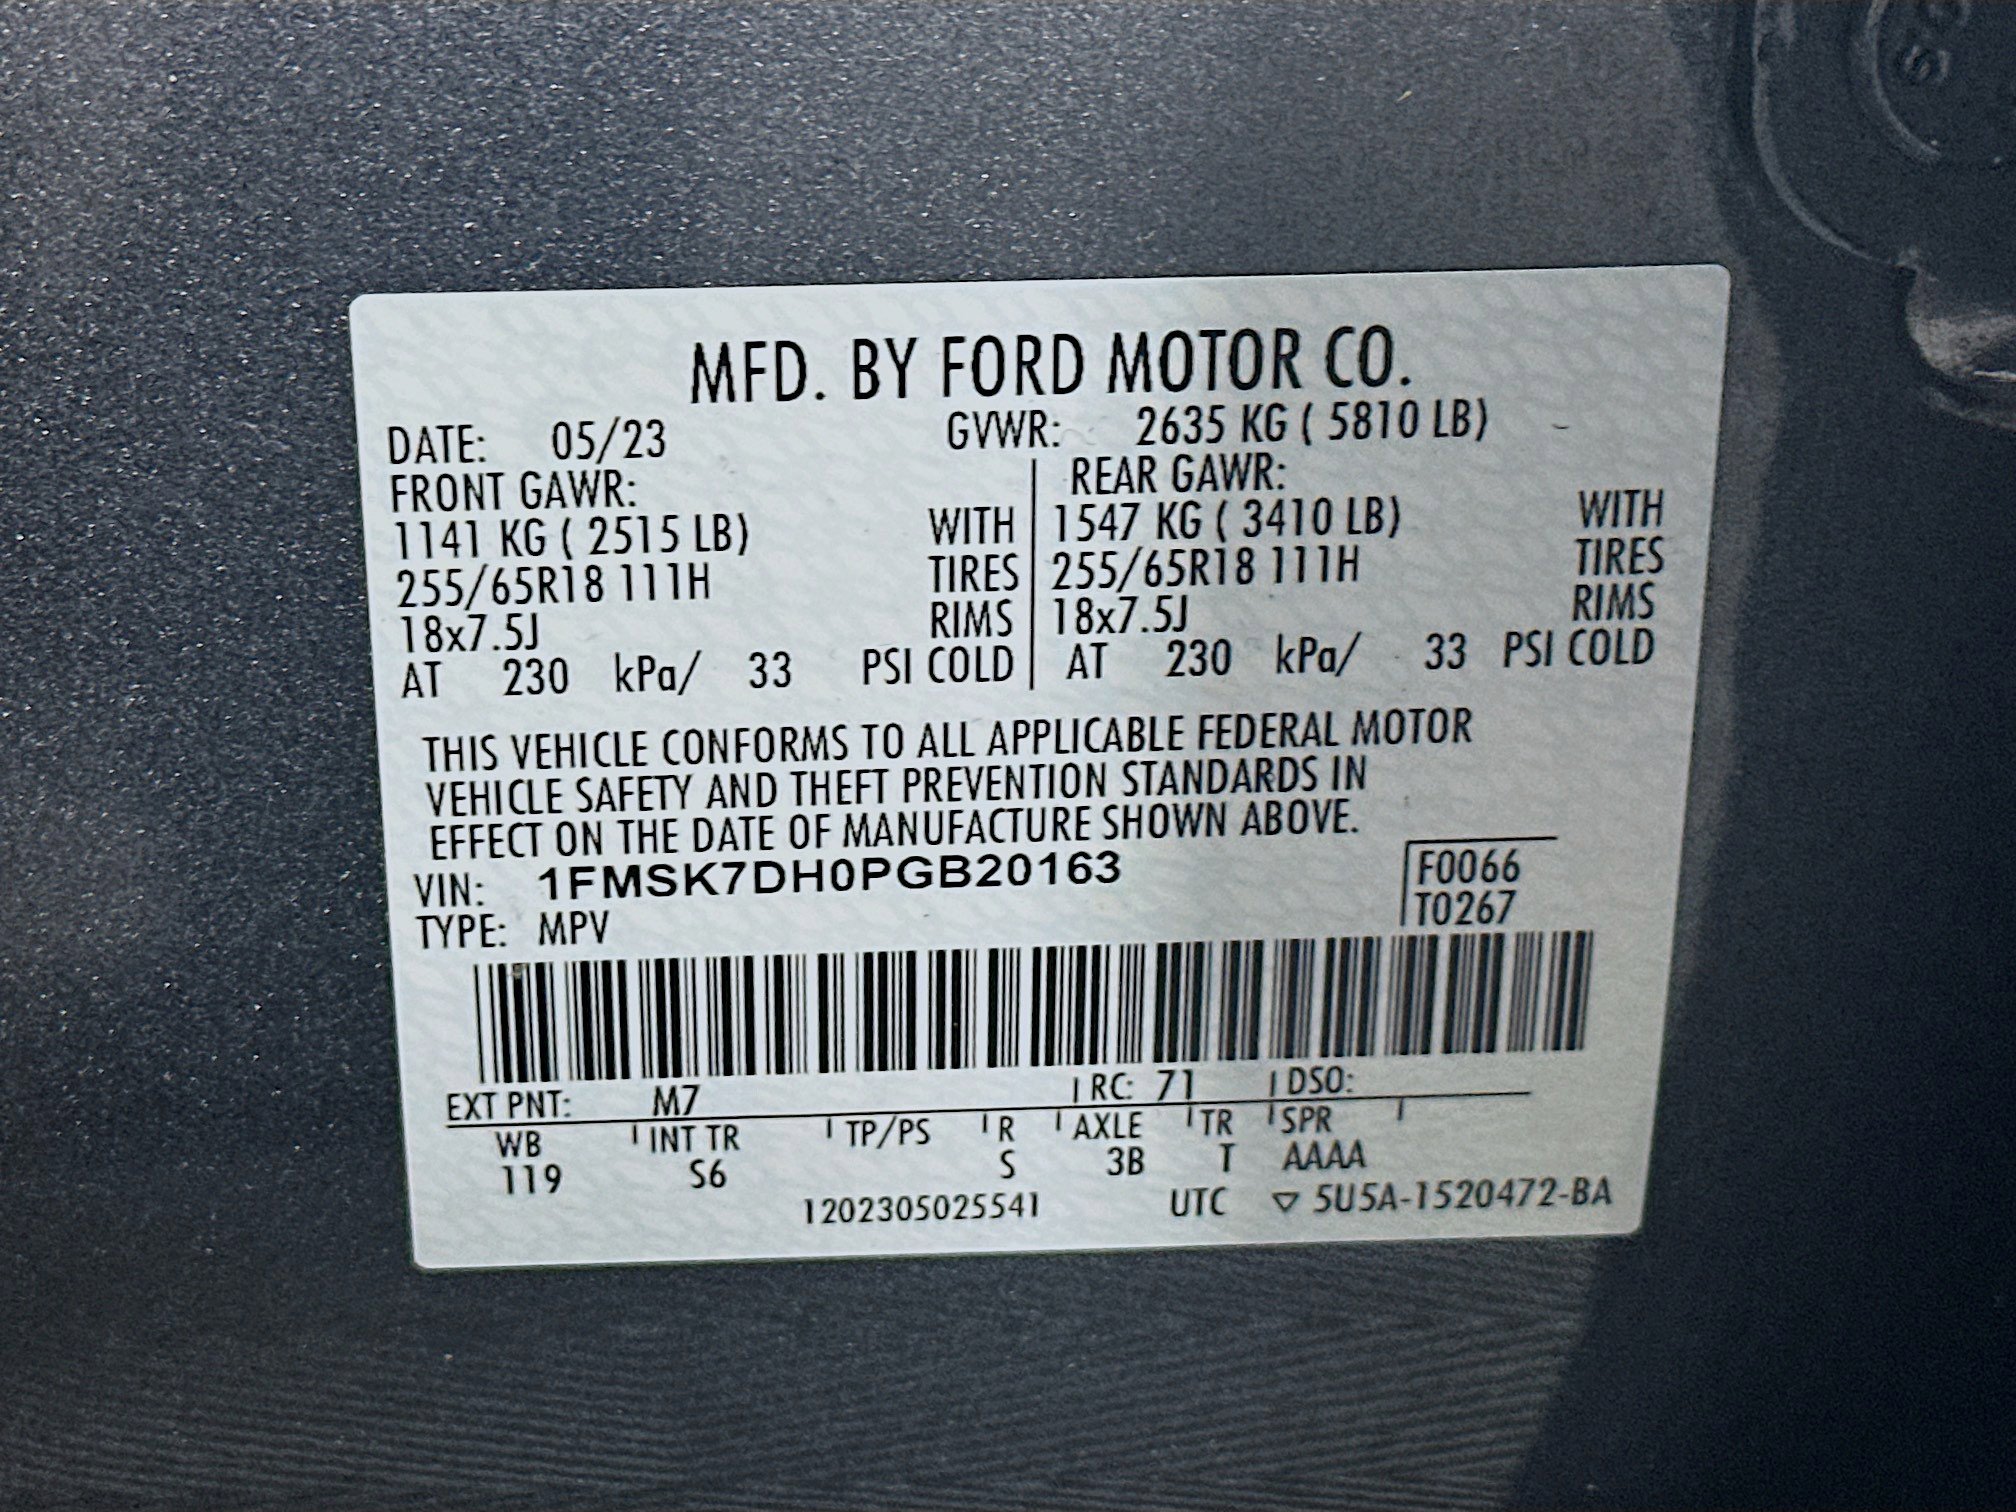 MFD. BY FORD MOTOR CO.
DATE: 05/23 GVWR: 2635 KG ( 5810 LB)
FRONT GAWR: REAR GAWR:
1141 KG ( 2515 LB) WITH 1547 KG ( 3410 LB) WITH
255/65R18 111H TIRES 255/65R18 111H TIRES
18x7.5J RIMS 18x7.5J RIMS
AT 230 kPa/ 33 PSI COLD AT 230 kPa/ 33 PSI COLD
THIS VEHICLE CONFORMS TO ALL APPLICABLE FEDERAL MOTOR
VEHICLE SAFETY AND THEFT PREVENTION STANDARDS IN
EFFECT ON THE DATE OF MANUFACTURE SHOWN ABOVE.
VIN: 1FMSK7DH0PGB20163 F0066
TYPE: MPV T0267
EXT PNT: M7 RC: 71 DSO:
WB INT TR TP/PS R AXLE TR SPR
119 S6 S 3B T AAAA
1202305025541 UTC ▽ 5U5A-1520472-BA